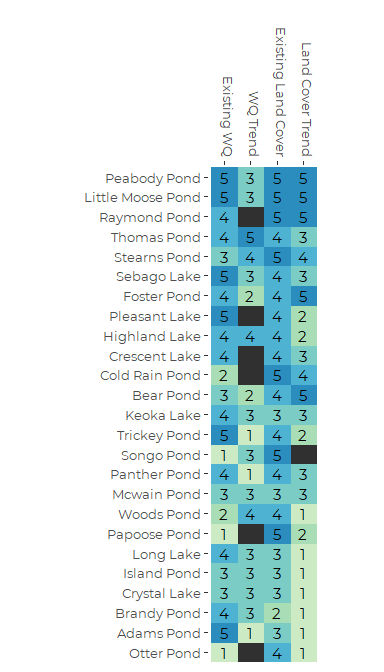 Existing WQ
WQ Trend
Existing Land Cover
Land Cover Trend
Peabody Pond 5 3 5 5
Little Moose Pond 5 3 5 5
Raymond Pond 4 5 5
Thomas Pond 4 5 4 3
Stearns Pond 3 4 5 4
Sebago Lake 5 3 4 3
Foster Pond 4 2 4 5
Pleasant Lake 5 4 2
Highland Lake 4 4 4 2
Crescent Lake 4 4 3
Cold Rain Pond 2 5 4
Bear Pond 3 2 4 5
Keoka Lake 4 3 3 3
Trickey Pond 5 1 4 2
Songo Pond 1 3 5
Panther Pond 4 1 4 3
Mcwain Pond 3 3 3 3
Woods Pond 2 4 4 1
Papoose Pond 1 5 2
Long Lake 4 3 3 1
Island Pond 3 3 3 1
Crystal Lake 3 3 3 1
Brandy Pond 4 3 2 1
Adams Pond 5 1 3 1
Otter Pond 1 4 1